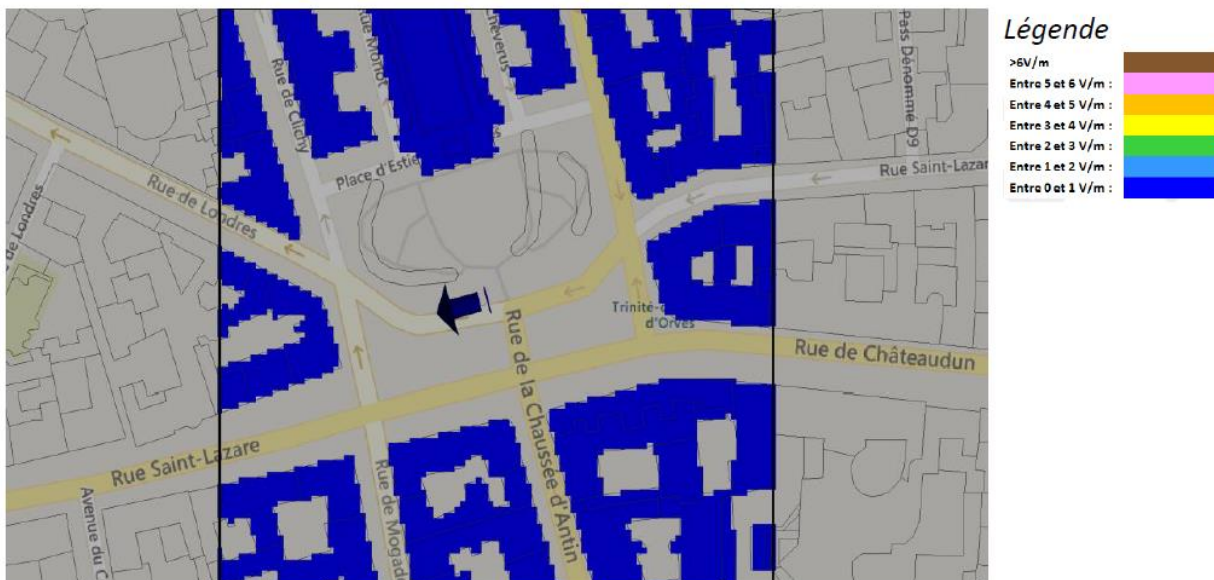 Légende
>6V/m
Entre 5 et 6 V/m :
Entre 4 et 5 V/m :
Entre 3 et 4 V/m :
Entre 2 et 3 V/m :
Entre 1 et 2 V/m :
Entre 0 et 1 V/m :
Rue Morlot
Cheverus
Pass Dénommé D9
Rue de Clichy
Place d'Estie
Rue Saint-Lazar
Rue de Londres
de Londres
Trinité-
d'Orves
Rue de la Chaussée d'Antin
Rue de Châteaudun
Rue Saint-Lazare
Rue de Mogad
Avenue du C